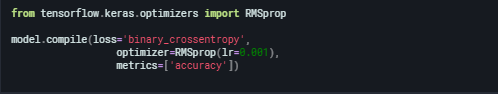 from tensorflow.keras.optimizers import RMSprop
model.compile(loss='binary_crossentropy',
optimizer=RMSprop(lr=0.001),
metrics=['accuracy'])